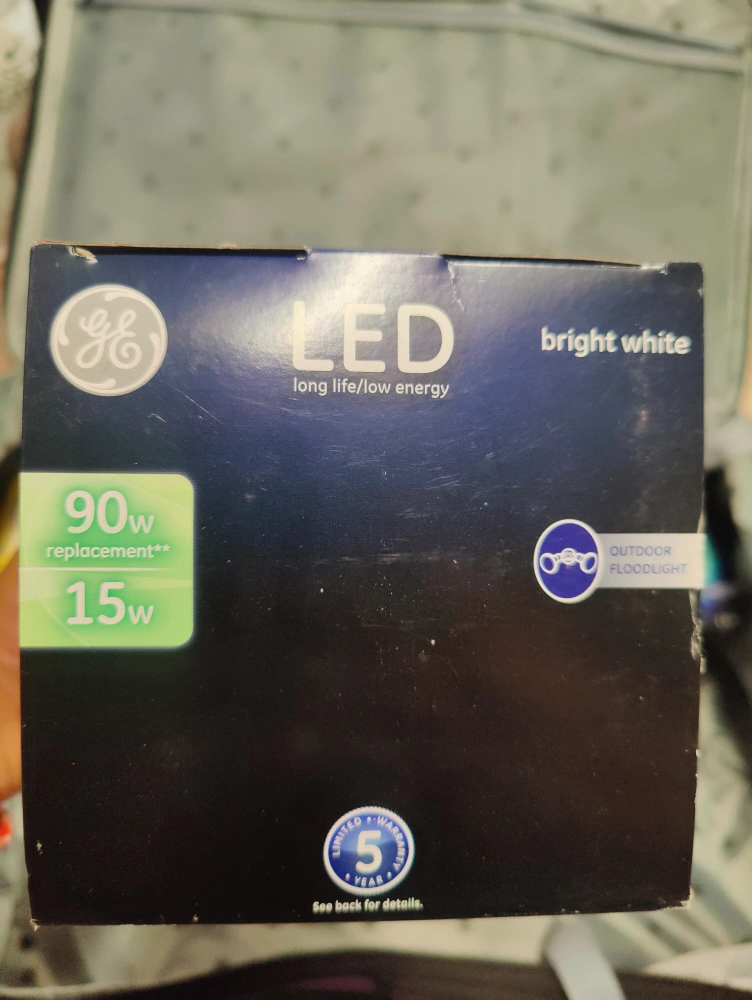 GE
LED
long life/low energy
bright white
90w
replacement**
15w
OUTDOOR
FLOODLIGHT
LIMITED • WARRANTY
5
• YEAR •
See back for details.